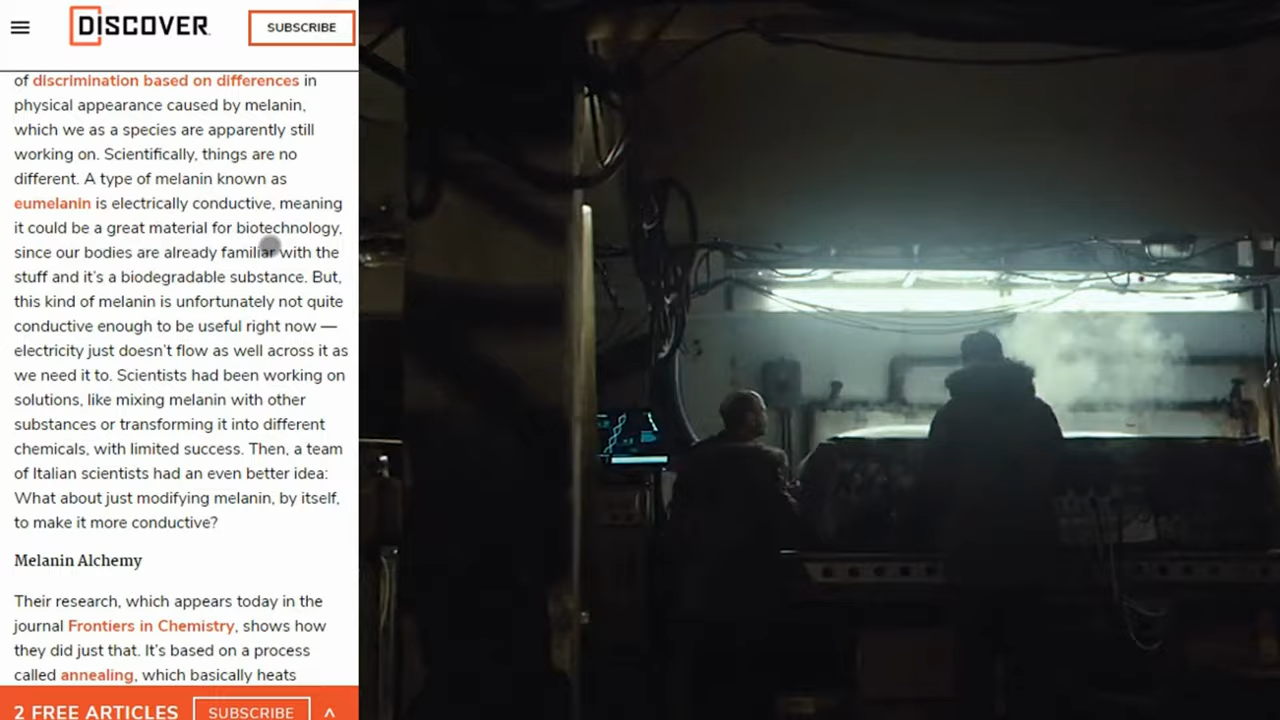 DISCOVER
SUBSCRIBE
of discrimination based on differences in
physical appearance caused by melanin,
which we as a species are apparently still
working on. Scientifically, things are no
different. A type of melanin known as
eumelanin is electrically conductive, meaning
it could be a great material for biotechnology,
since our bodies are already familiar with the
stuff and it's a biodegradable substance. But,
this kind of melanin is unfortunately not quite
conductive enough to be useful right now —
electricity just doesn't flow as well across it as
we need it to. Scientists had been working on
solutions, like mixing melanin with other
substances or transforming it into different
chemicals, with limited success. Then, a team
of Italian scientists had an even better idea:
What about just modifying melanin, by itself,
to make it more conductive?
Melanin Alchemy
Their research, which appears today in the
journal Frontiers in Chemistry, shows how
they did just that. It's based on a process
called annealing, which basically heats
2 FREE ARTICLES
SUBSCRIBE